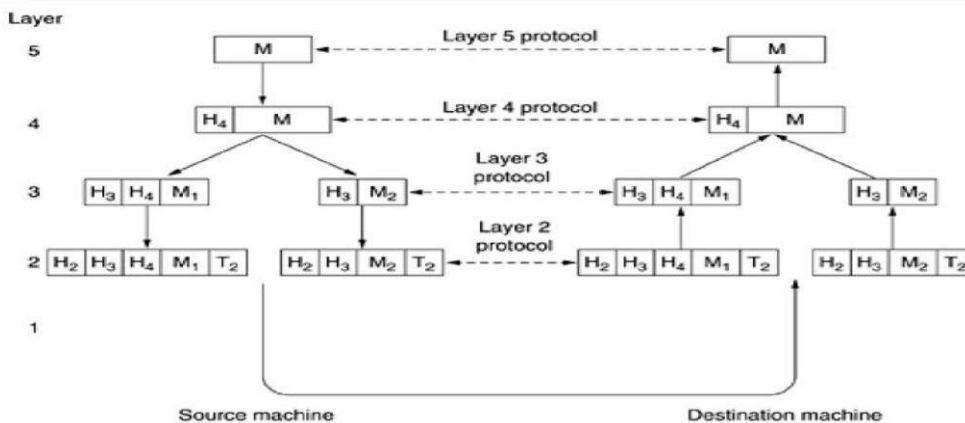 Layer
5 M Layer 5 protocol M
4 H₄ M Layer 4 protocol H₄ M
3 H₃ H₄ M₁ H₃ M₂ Layer 3 protocol H₃ H₄ M₁ H₃ M₂
2 H₂ H₃ H₄ M₁ T₂ H₂ H₃ M₂ T₂ Layer 2 protocol H₂ H₃ H₄ M₁ T₂ H₂ H₃ M₂ T₂
1
Source machine Destination machine